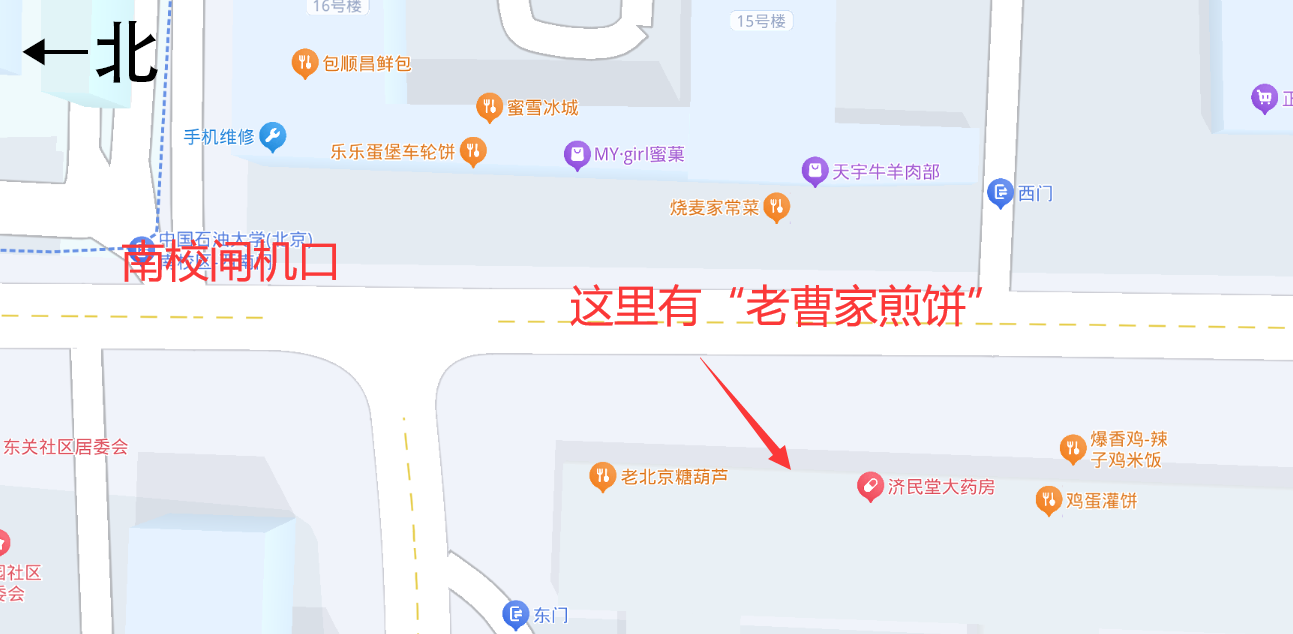 16号楼
15号楼
←北
包顺昌鲜包
蜜雪冰城
正
手机维修
乐乐蛋堡车轮饼
MY·girl蜜菓
天宇牛羊肉部
西门
烧麦家常菜
中国石油大学(北京)
南校闸机口
这里有“老曹家煎饼”
东关社区居委会
老北京糖葫芦
济民堂大药房
爆香鸡-辣
子鸡米饭
鸡蛋灌饼
园社区
委会
东门